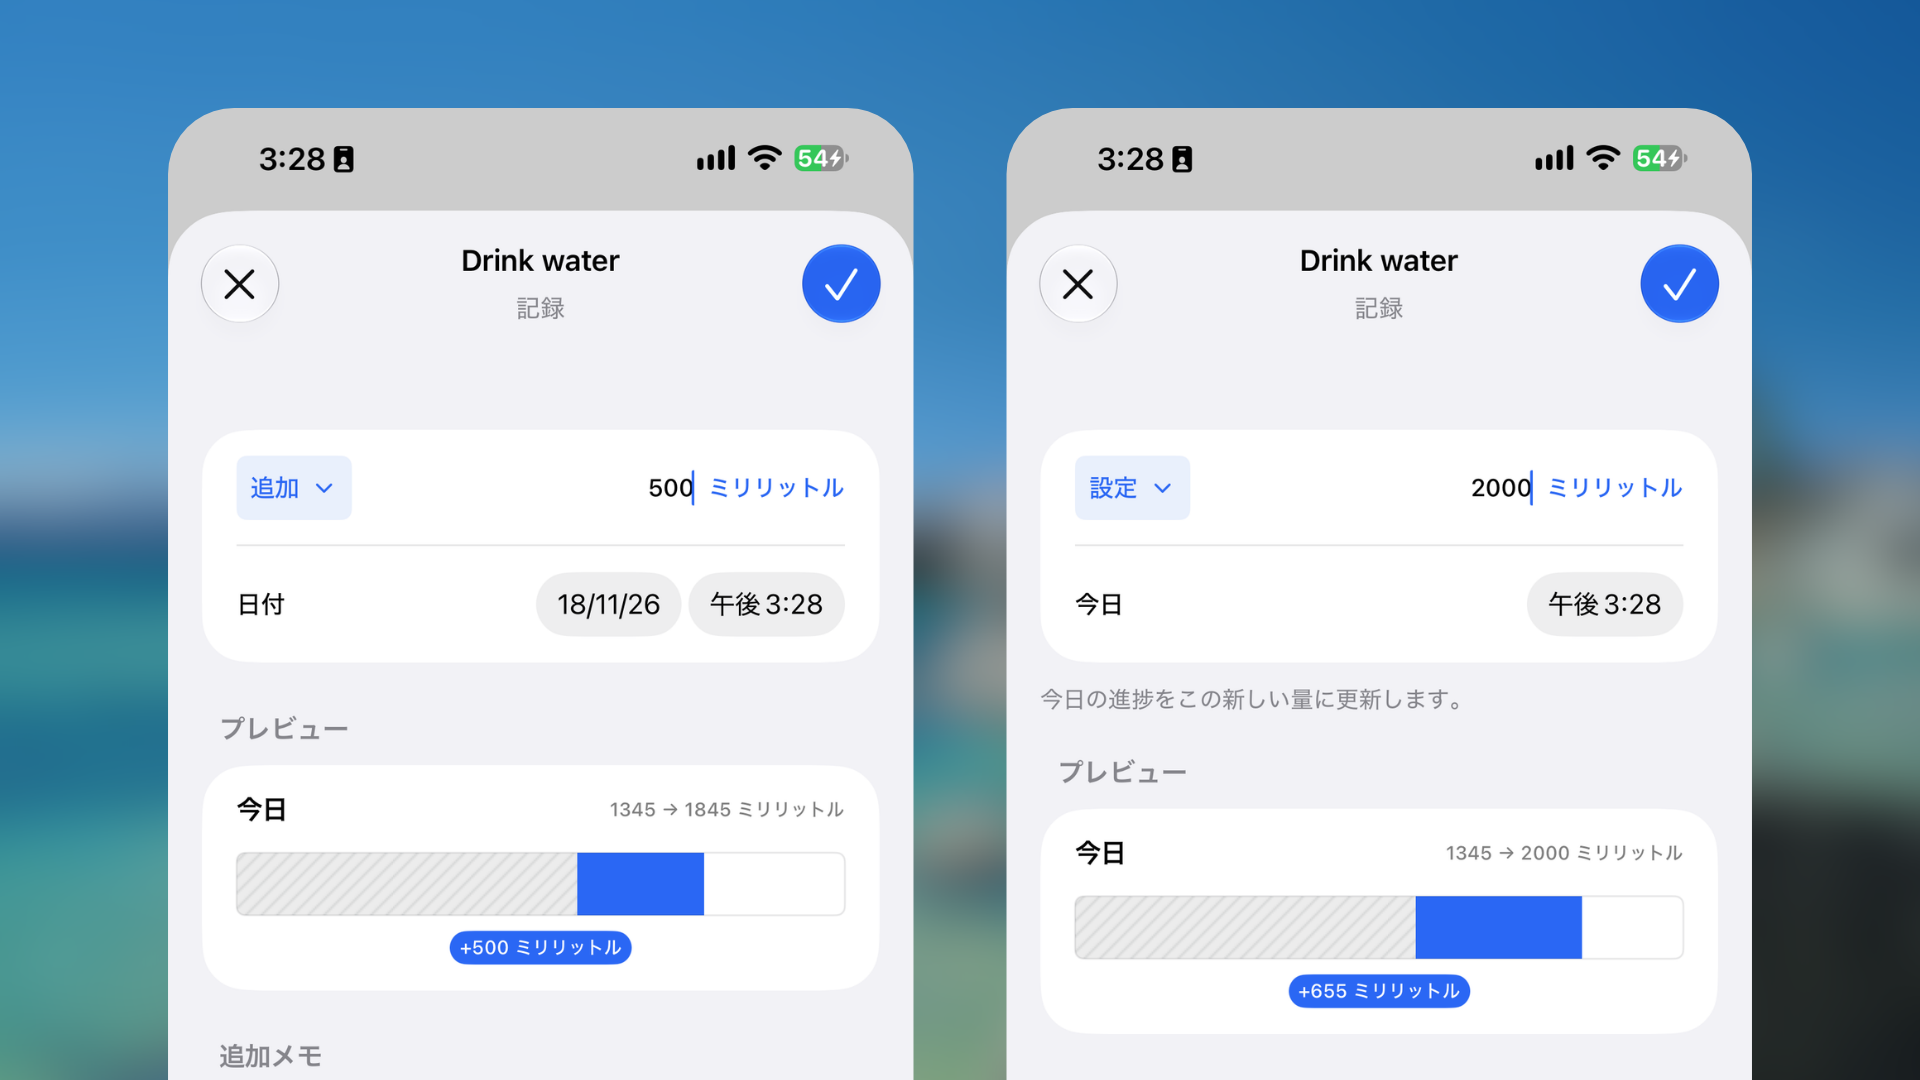 3:28
54
Drink water
記録
追加
500 ミリリットル
日付
18/11/26
午後3:28
プレビュー
今日
1345 → 1845 ミリリットル
+500 ミリリットル
追加メモ
3:28
54
Drink water
記録
設定
2000 ミリリットル
今日
午後3:28
今日の進捗をこの新しい量に更新します。
プレビュー
今日
1345 → 2000 ミリリットル
+655 ミリリットル